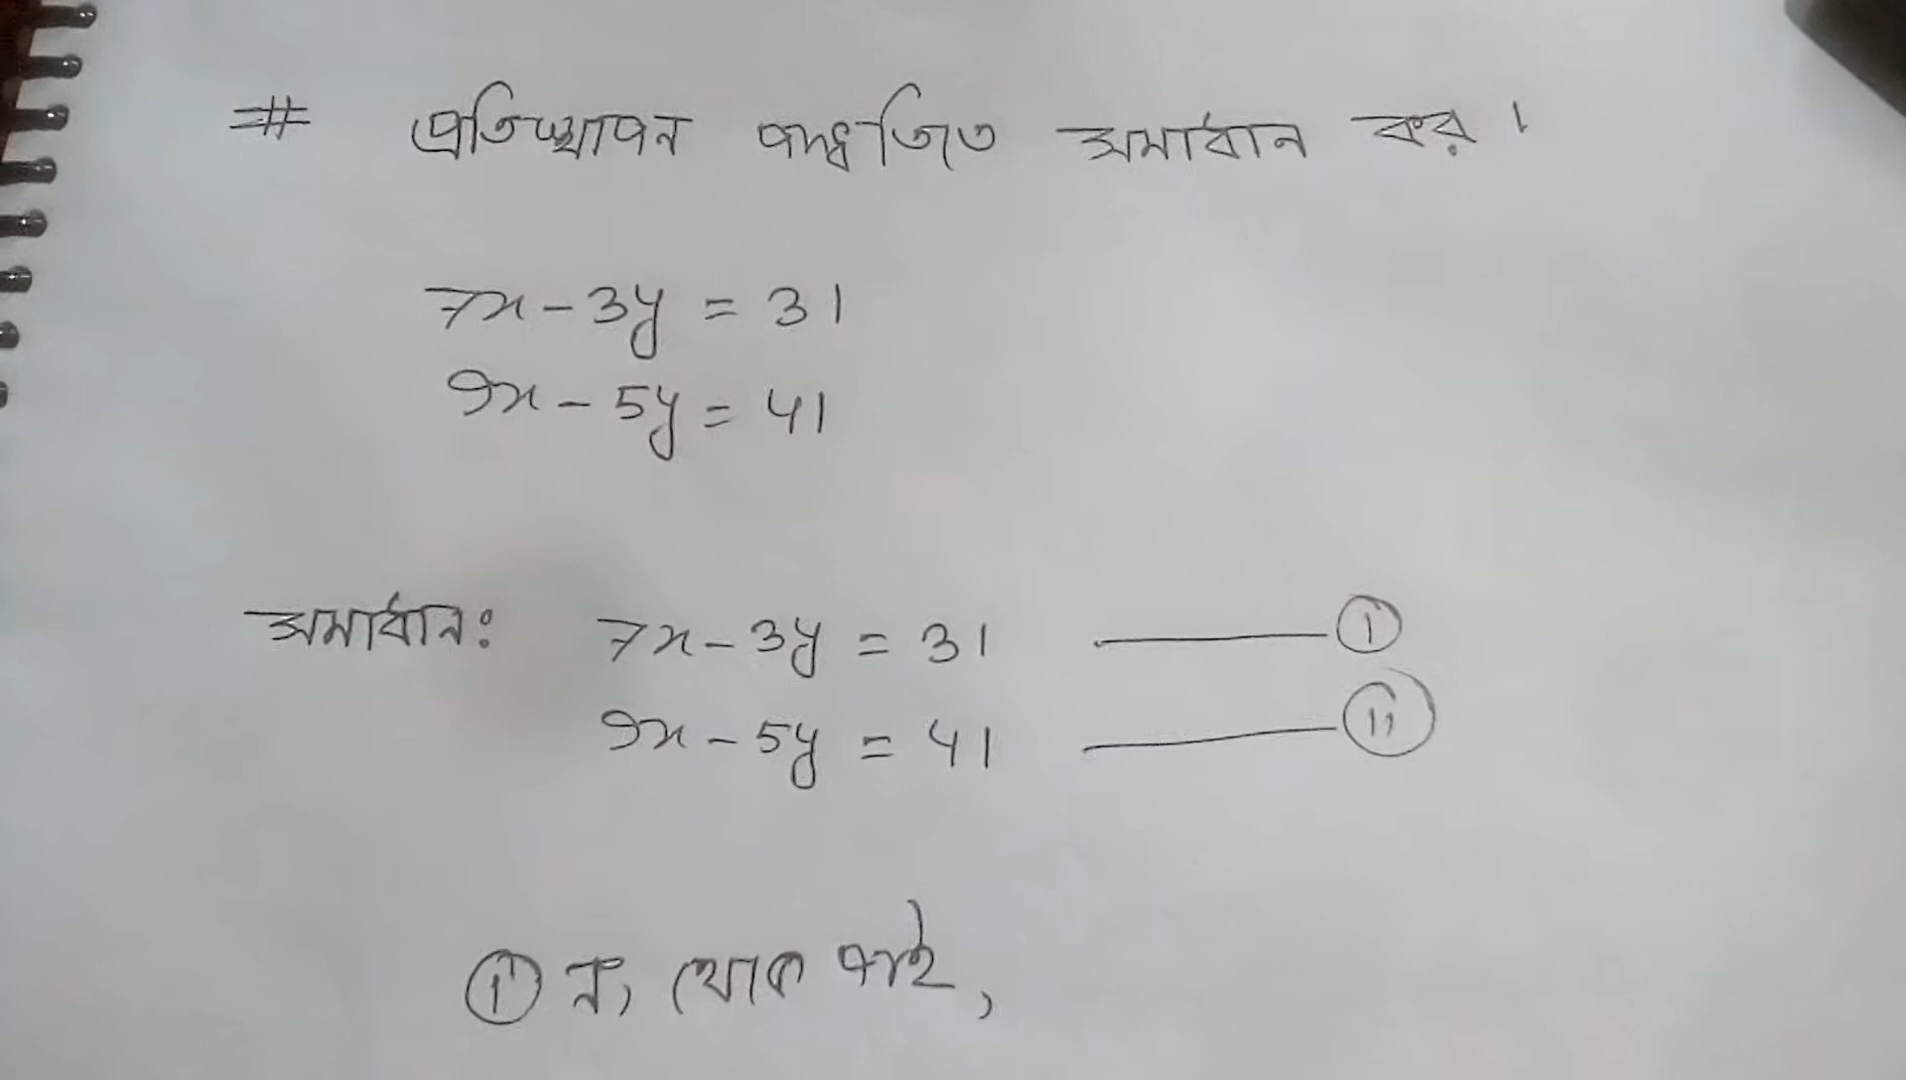 # প্রতিস্থাপন পদ্ধতিতে সমাধান কর।
7x - 3y = 31
9x - 5y = 41
সমাধানঃ 7x - 3y = 31 —— (i)
9x - 5y = 41 —— (ii)
(i) নং থেকে পাই,